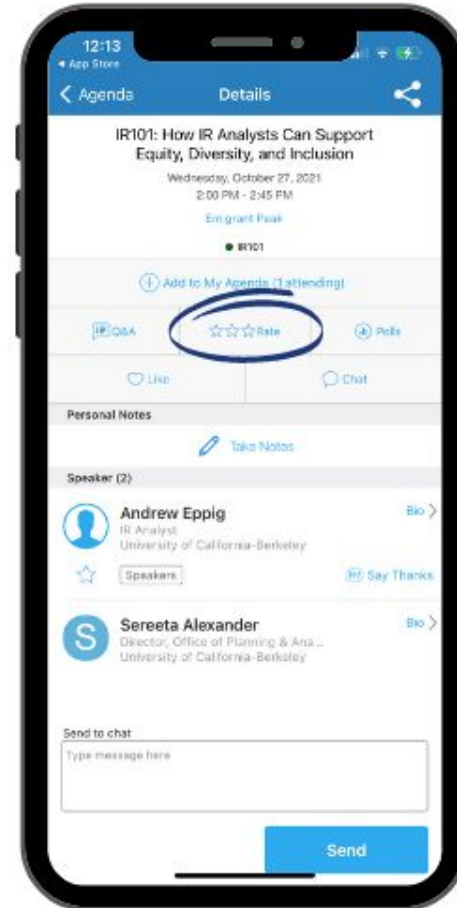 12:13
App Store
Agenda
Details
IR101: How IR Analysts Can Support
Equity, Diversity, and Inclusion
Wednesday, October 27, 2021
2:00 PM - 2:45 PM
Emigrant Peak
IR101
Add to My Agenda (1 attending)
Q&A
Rate
Polls
Like
Chat
Personal Notes
Take Notes
Speaker (2)
Andrew Eppig
Bio
IR Analyst
University of California-Berkeley
Speakers
Say Thanks
S
Sereeta Alexander
Bio
Director, Office of Planning & Ana...
University of California-Berkeley
Send to chat
Type message here
Send